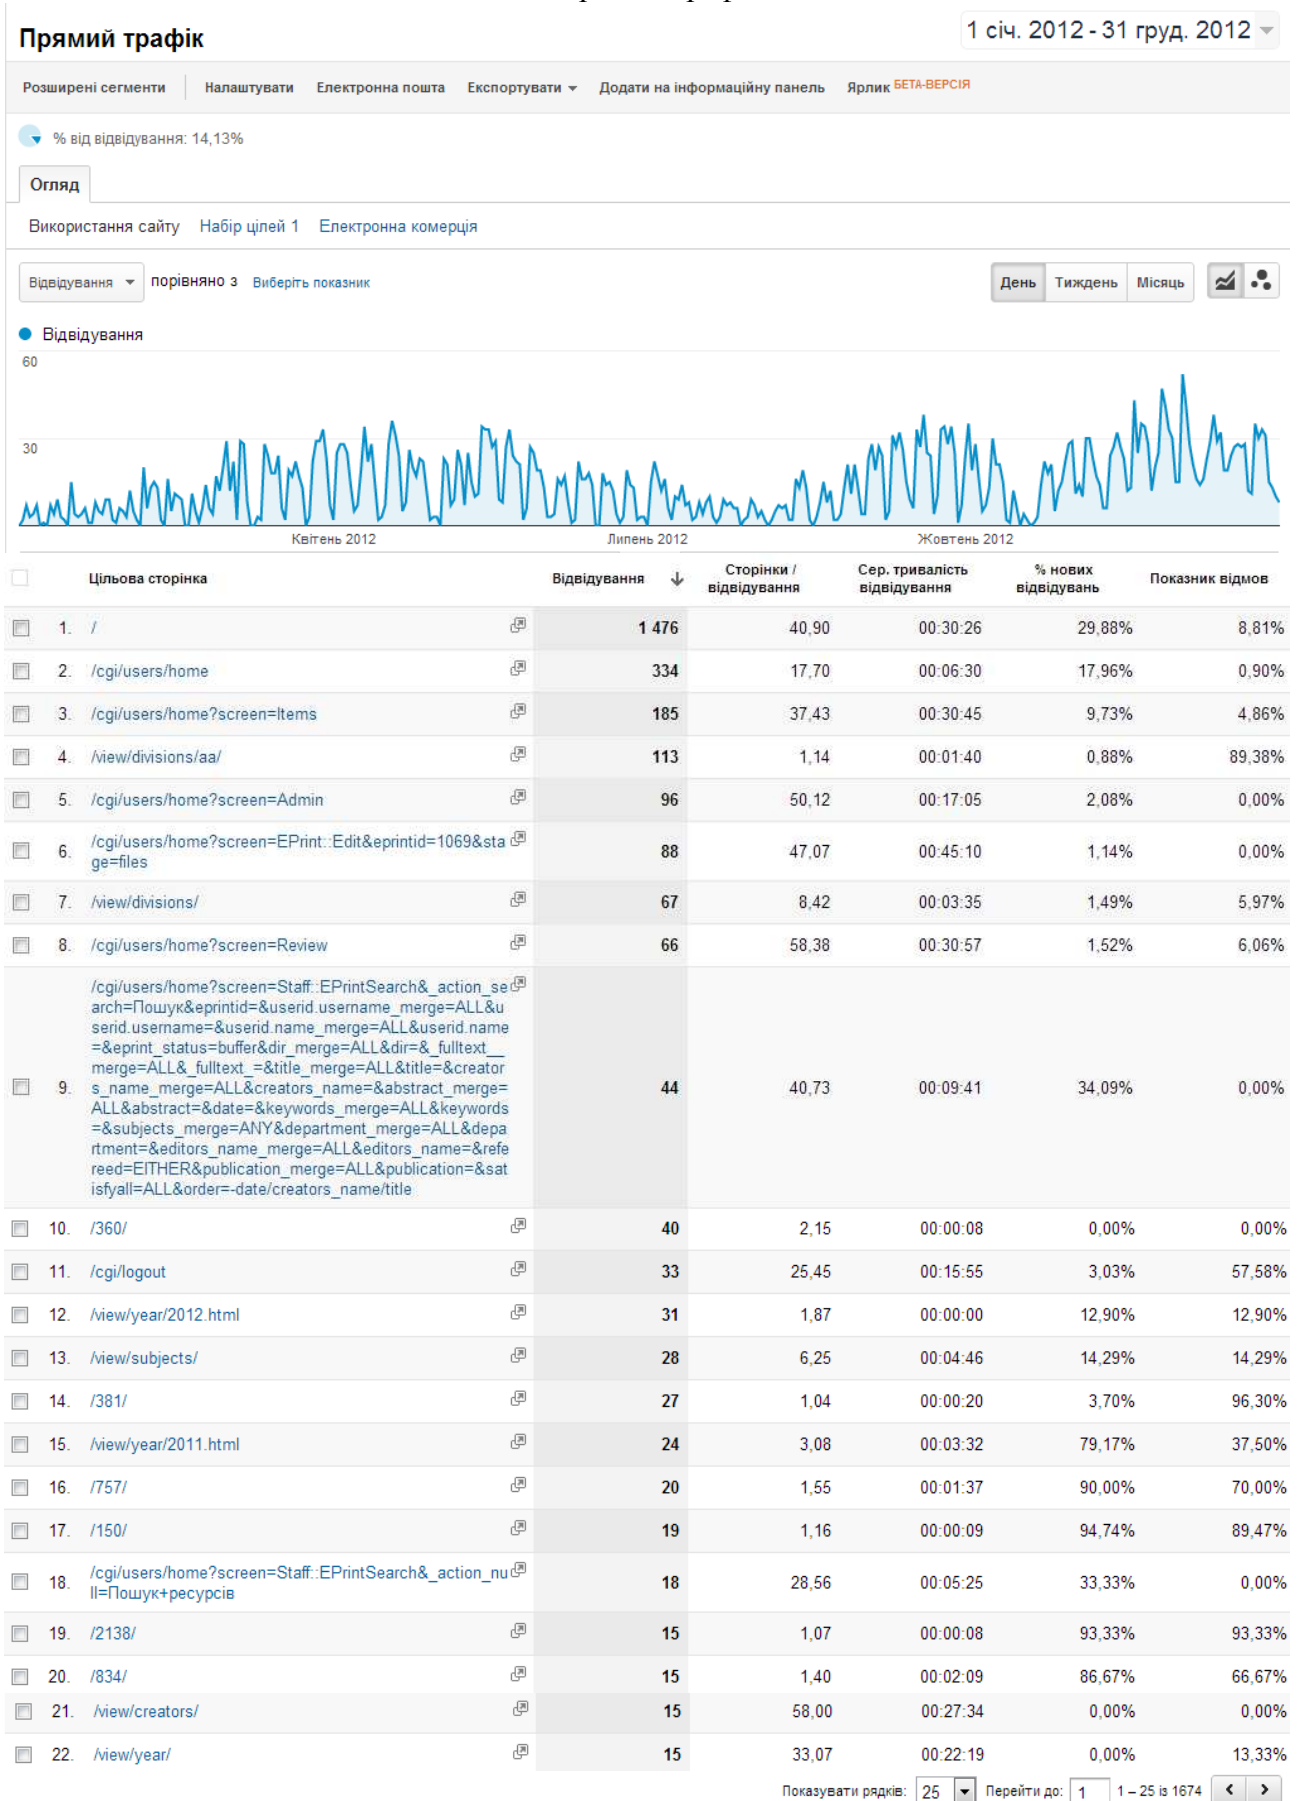 Прямий трафік
1 січ. 2012 - 31 груд. 2012
Розширені сегменти Налаштувати Електронна пошта Експортувати Додати на інформаційну панель Ярлик БЕТА-ВЕРСІЯ
% від відвідування: 14,13%
Огляд
Використання сайту Набір цілей 1 Електронна комерція
Відвідування порівняно з Виберіть показник День Тиждень Місяць
Відвідування
60
30
Квітень 2012 Липень 2012 Жовтень 2012
Цільова сторінка Відвідування Сторінки / відвідування Сер. тривалість відвідування % нових відвідувань Показник відмов
1. / 1 476 40,90 00:30:26 29,88% 8,81%
2. /cgi/users/home 334 17,70 00:06:30 17,96% 0,90%
3. /cgi/users/home?screen=Items 185 37,43 00:30:45 9,73% 4,86%
4. /view/divisions/aa/ 113 1,14 00:01:40 0,88% 89,38%
5. /cgi/users/home?screen=Admin 96 50,12 00:17:05 2,08% 0,00%
6. /cgi/users/home?screen=EPrint::Edit&eprintid=1069&sta
ge=files 88 47,07 00:45:10 1,14% 0,00%
7. /view/divisions/ 67 8,42 00:03:35 1,49% 5,97%
8. /cgi/users/home?screen=Review 66 58,38 00:30:57 1,52% 6,06%
/cgi/users/home?screen=Staff::EPrintSearch&_action_se
arch=Пошук&eprintid=&userid.username_merge=ALL&u
serid.username=&userid.name_merge=ALL&userid.name
=&eprint_status=buffer&dir_merge=ALL&dir=&_fulltext__
merge=ALL&_fulltext_=&title_merge=ALL&title=&creator
9. s_name_merge=ALL&creators_name=&abstract_merge= 44 40,73 00:09:41 34,09% 0,00%
ALL&abstract=&date=&keywords_merge=ALL&keywords
=&subjects_merge=ANY&department_merge=ALL&depa
rtment=&editors_name_merge=ALL&editors_name=&refe
reed=EITHER&publication_merge=ALL&publication=&sat
isfyall=ALL&order=-date/creators_name/title
10. /360/ 40 2,15 00:00:08 0,00% 0,00%
11. /cgi/logout 33 25,45 00:15:55 3,03% 57,58%
12. /view/year/2012.html 31 1,87 00:00:00 12,90% 12,90%
13. /view/subjects/ 28 6,25 00:04:46 14,29% 14,29%
14. /381/ 27 1,04 00:00:20 3,70% 96,30%
15. /view/year/2011.html 24 3,08 00:03:32 79,17% 37,50%
16. /757/ 20 1,55 00:01:37 90,00% 70,00%
17. /150/ 19 1,16 00:00:09 94,74% 89,47%
18. /cgi/users/home?screen=Staff::EPrintSearch&_action_nu
ll=Пошук+ресурсів 18 28,56 00:05:25 33,33% 0,00%
19. /2138/ 15 1,07 00:00:08 93,33% 93,33%
20. /834/ 15 1,40 00:02:09 86,67% 66,67%
21. /view/creators/ 15 58,00 00:27:34 0,00% 0,00%
22. /view/year/ 15 33,07 00:22:19 0,00% 13,33%
Показувати рядків: 25 Перейти до: 1 1 – 25 із 1674